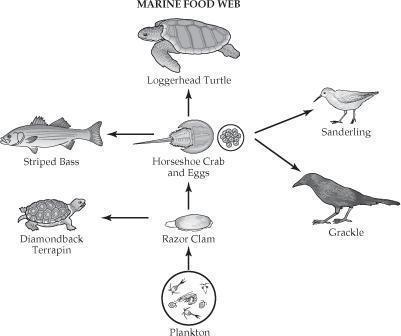 MARINE FOOD WEB
Loggerhead Turtle
Sanderling
Striped Bass
Horseshoe Crab
and Eggs
Grackle
Diamondback
Terrapin
Razor Clam
Plankton